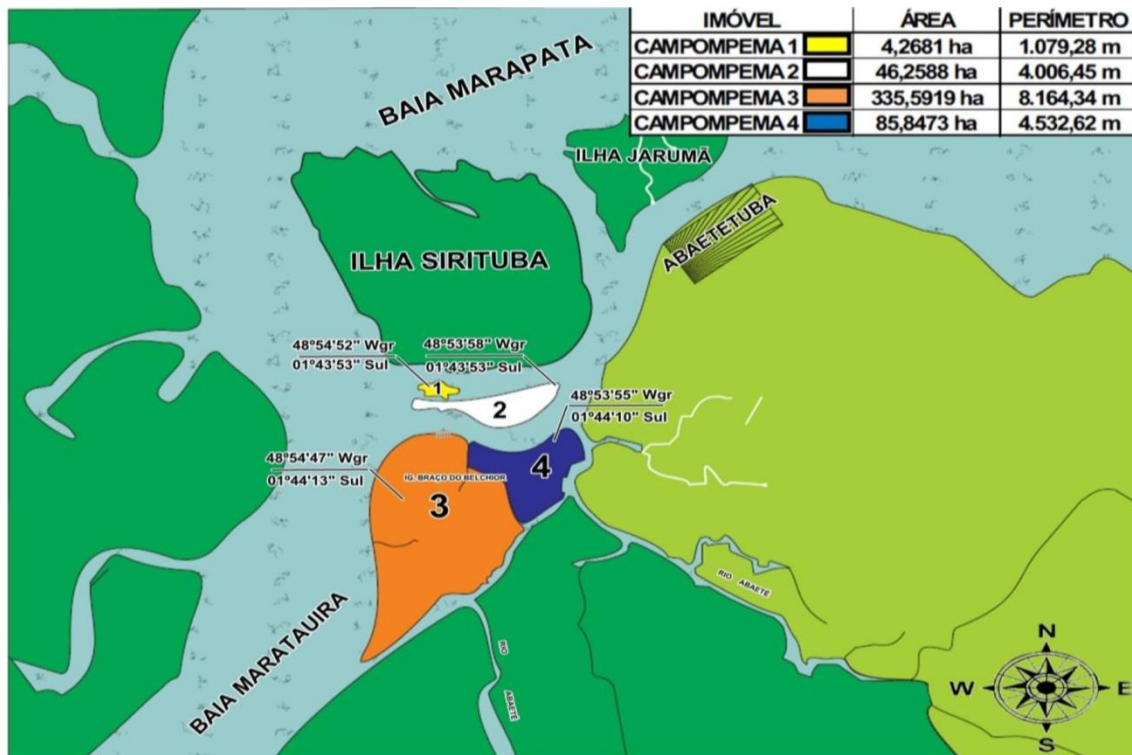 IMÓVEL ÁREA PERÍMETRO
CAMPOMPEMA 1 4,2681 ha 1.079,28 m
CAMPOMPEMA 2 46,2588 ha 4.006,45 m
CAMPOMPEMA 3 335,5919 ha 8.164,34 m
CAMPOMPEMA 4 85,8473 ha 4.532,62 m
BAIA MARAPATA
ILHA JARUMÃ
ABAETETUBA
ILHA SIRITUBA
48º54'52" Wgr
01º43'53" Sul
48º53'58" Wgr
01º43'53" Sul
1
2
48º53'55" Wgr
01º44'10" Sul
48º54'47" Wgr
01º44'13" Sul
4
IG. BRAÇO DO BELCHIOR
3
RIO ABAETÉ
BAIA MARATAUIRA
RIO ABAETÉ
N
W E
S